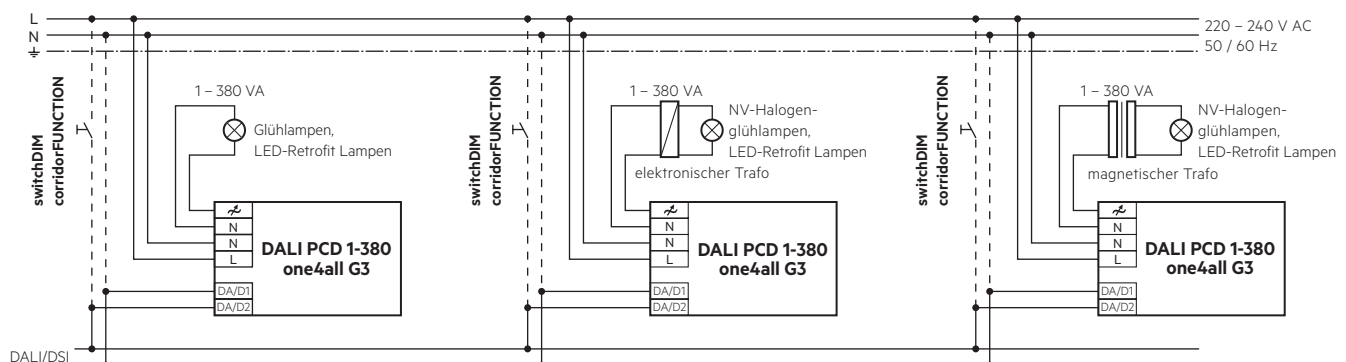 L
N
220 – 240 V AC
50 / 60 Hz
switchDIM
corridorFUNCTION
1 – 380 VA
Glühlampen,
LED-Retrofit Lampen
N
N
L
DA/D1
DA/D2
DALI PCD 1-380
one4all G3
switchDIM
corridorFUNCTION
1 – 380 VA
NV-Halogen-
glühlampen,
LED-Retrofit Lampen
elektronischer Trafo
N
N
L
DA/D1
DA/D2
DALI PCD 1-380
one4all G3
switchDIM
corridorFUNCTION
1 – 380 VA
NV-Halogen-
glühlampen,
LED-Retrofit Lampen
magnetischer Trafo
N
N
L
DA/D1
DA/D2
DALI PCD 1-380
one4all G3
DALI/DSI